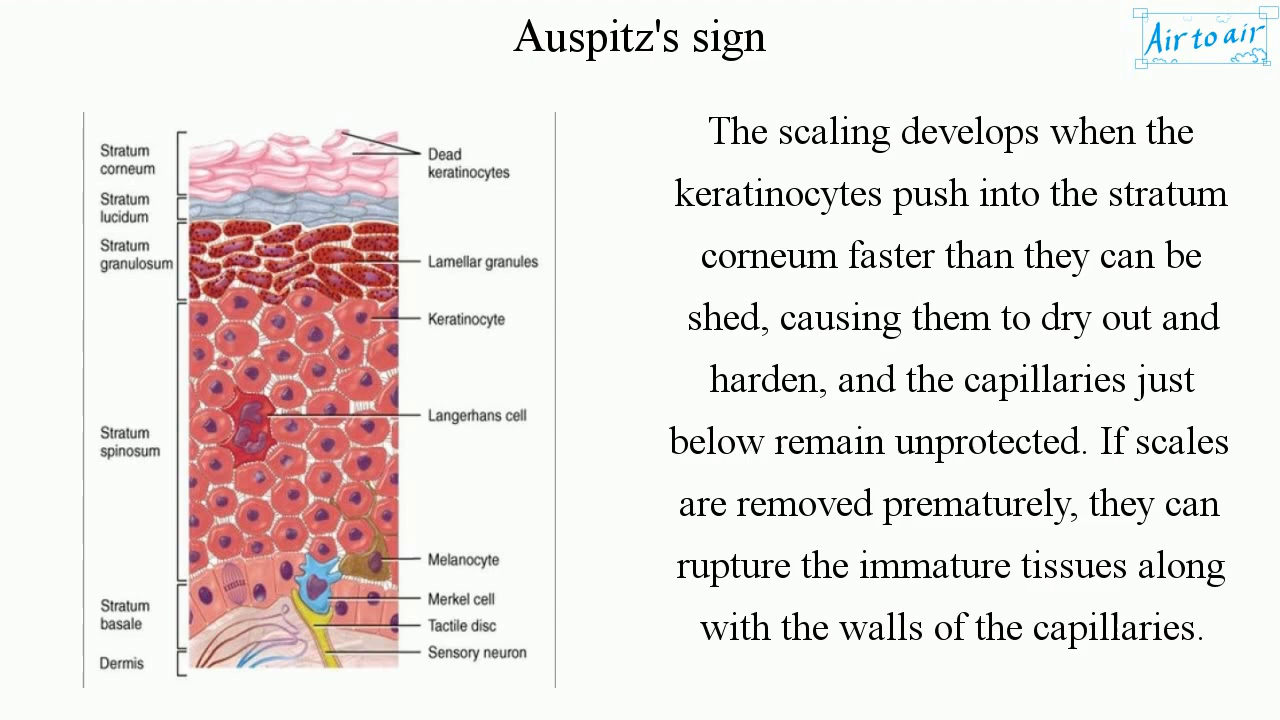 Auspitz's sign
Air to air
Stratum
corneum
Stratum
lucidum
Stratum
granulosum
Stratum
spinosum
Stratum
basale
Dermis
Dead
keratinocytes
Lamellar granules
Keratinocyte
Langerhans cell
Melanocyte
Merkel cell
Tactile disc
Sensory neuron
The scaling develops when the
keratinocytes push into the stratum
corneum faster than they can be
shed, causing them to dry out and
harden, and the capillaries just
below remain unprotected. If scales
are removed prematurely, they can
rupture the immature tissues along
with the walls of the capillaries.